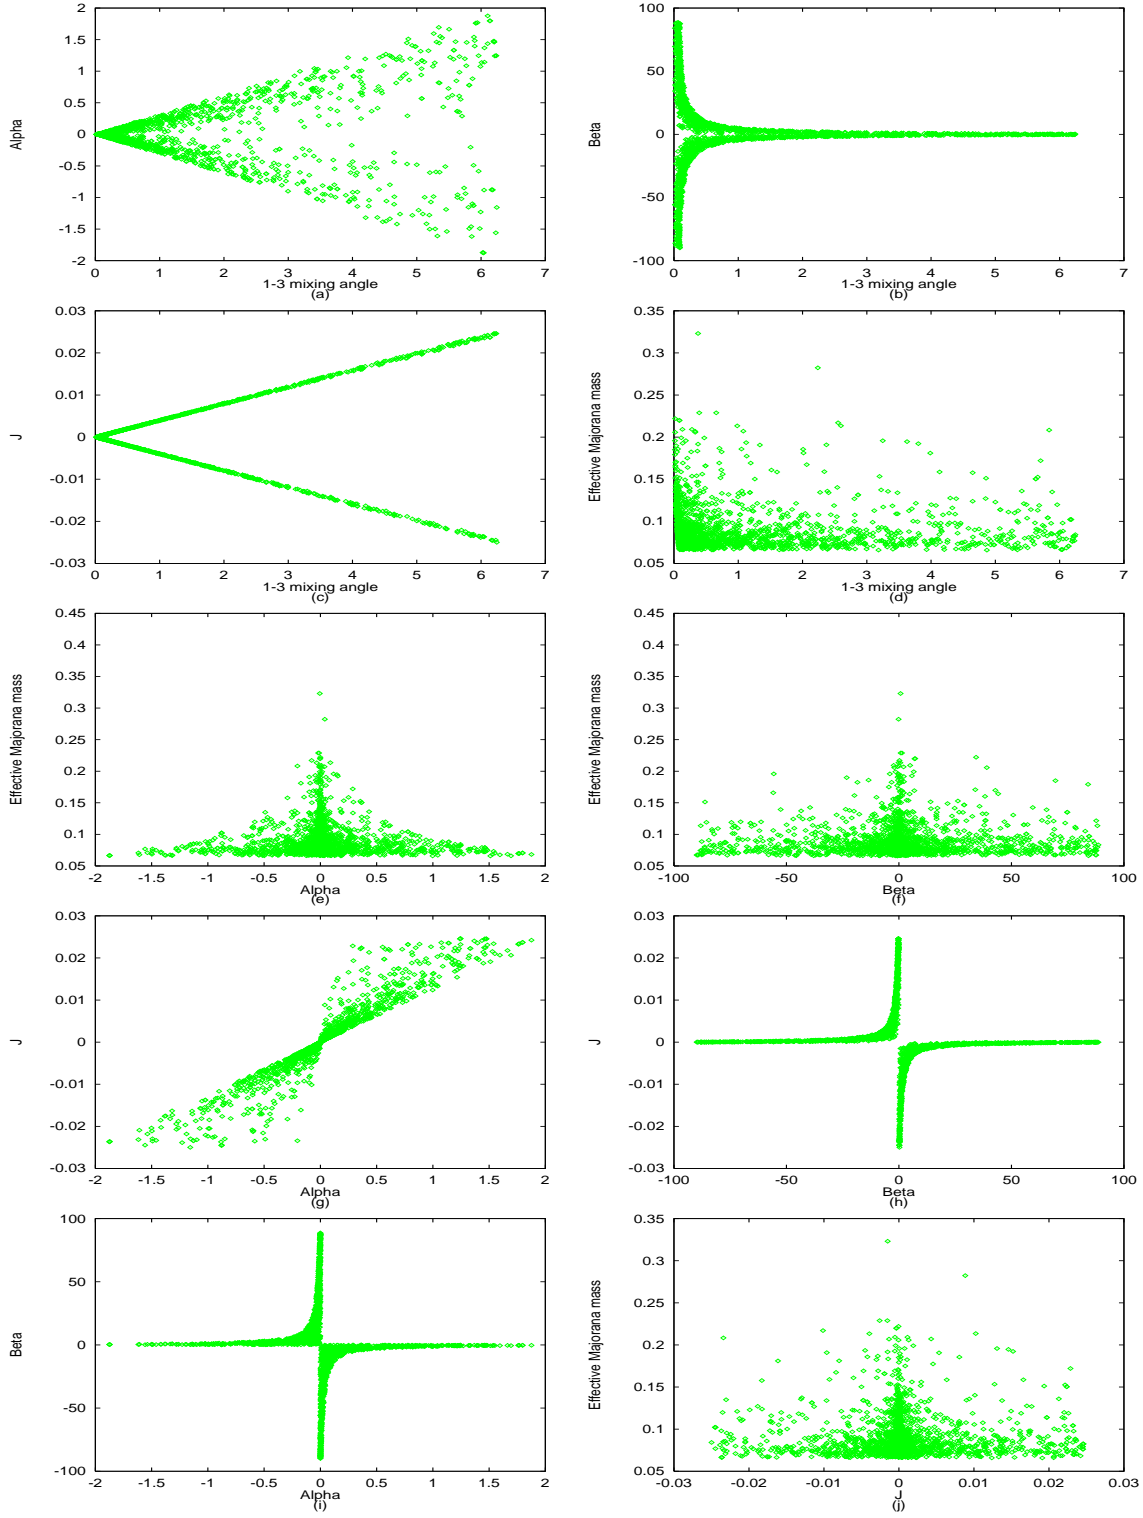 2
1.5
1
0.5
0
-0.5
-1
-1.5
-2
Alpha
0 1 2 3 4 5 6 7
1-3 mixing angle
(a)
100
50
0
-50
-100
Beta
0 1 2 3 4 5 6 7
1-3 mixing angle
(b)
0.03
0.02
0.01
0
-0.01
-0.02
-0.03
J
0 1 2 3 4 5 6 7
1-3 mixing angle
(c)
0.35
0.3
0.25
0.2
0.15
0.1
0.05
Effective Majorana mass
0 1 2 3 4 5 6 7
1-3 mixing angle
(d)
0.45
0.4
0.35
0.3
0.25
0.2
0.15
0.1
0.05
Effective Majorana mass
-2 -1.5 -1 -0.5 0 0.5 1 1.5 2
Alpha
(e)
0.45
0.4
0.35
0.3
0.25
0.2
0.15
0.1
0.05
Effective Majorana mass
-100 -50 0 50 100
Beta
(f)
0.03
0.02
0.01
0
-0.01
-0.02
-0.03
J
-2 -1.5 -1 -0.5 0 0.5 1 1.5 2
Alpha
(g)
0.03
0.02
0.01
0
-0.01
-0.02
-0.03
J
-100 -50 0 50 100
Beta
(h)
100
50
0
-50
-100
Beta
-2 -1.5 -1 -0.5 0 0.5 1 1.5 2
Alpha
(i)
0.35
0.3
0.25
0.2
0.15
0.1
0.05
Effective Majorana mass
-0.03 -0.02 -0.01 0 0.01 0.02 0.03
J
(j)